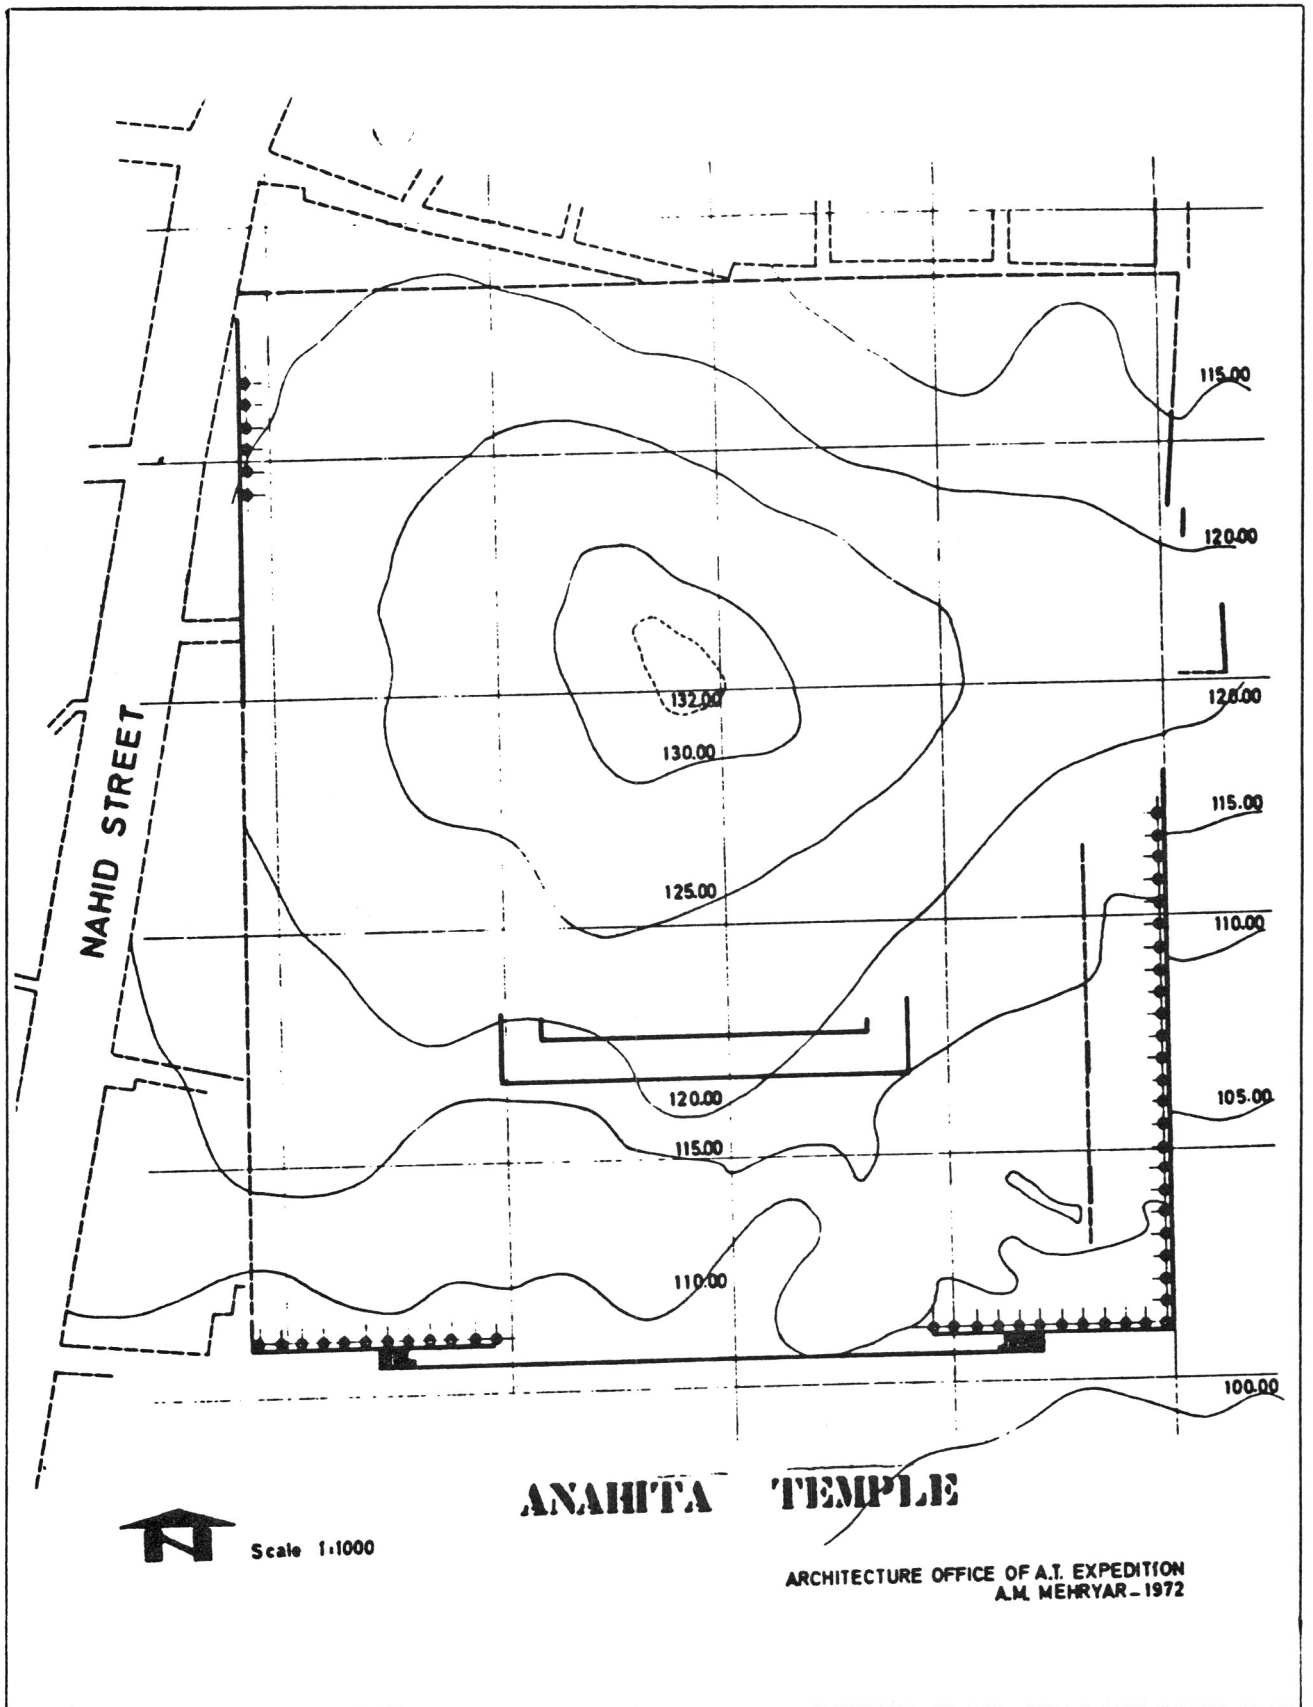 115.00
120.00
132.00
120.00
130.00
NAHID STREET
115.00
125.00
110.00
120.00
105.00
115.00
110.00
100.00
ANAHITA TEMPLE
N
Scale 1:1000
ARCHITECTURE OFFICE OF A.T. EXPEDITION
A.M. MEHRYAR-1972